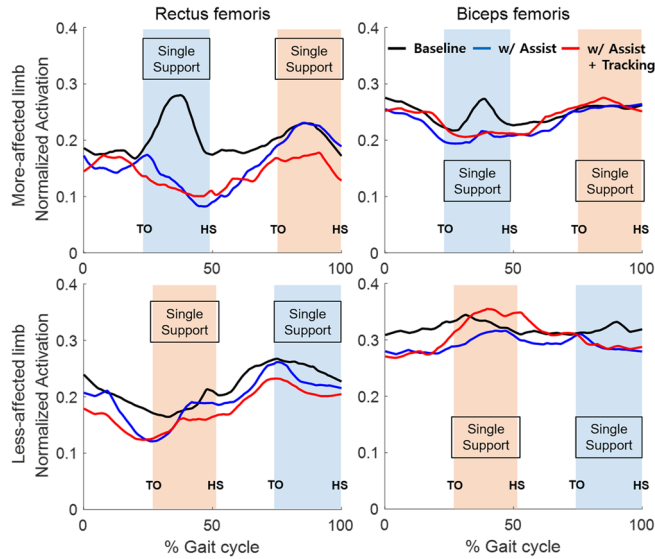 Rectus femoris
Biceps femoris
More-affected limb
Normalized Activation
0.4
0.3
0.2
0.1
0
Single
Support
Single
Support
TO
HS
TO
HS
0
50
100
0.4
0.3
0.2
0.1
0
Baseline
w/ Assist
w/ Assist
+ Tracking
Single
Support
Single
Support
TO
HS
TO
HS
0
50
100
Less-affected limb
Normalized Activation
0.4
0.3
0.2
0.1
0
Single
Support
Single
Support
TO
HS
TO
HS
0
50
100
% Gait cycle
0.4
0.3
0.2
0.1
0
Single
Support
Single
Support
TO
HS
TO
HS
0
50
100
% Gait cycle